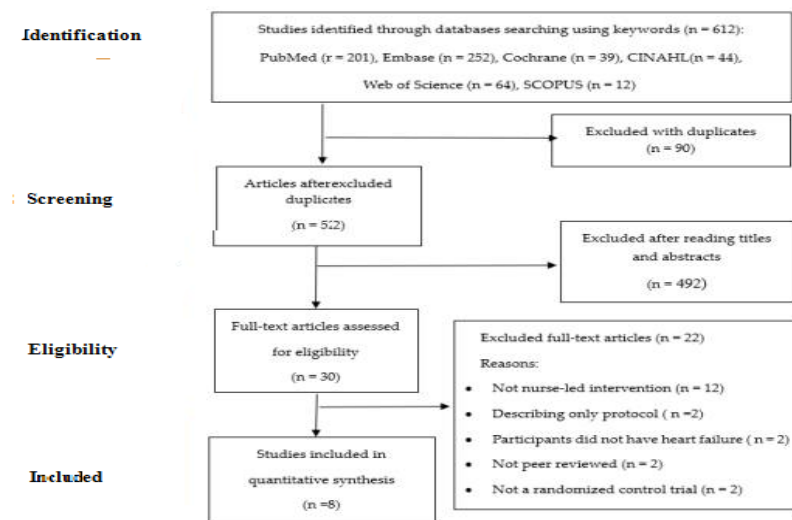 Identification
Studies identified through databases searching using keywords (n = 612):
PubMed (r = 201), Embase (n = 252), Cochrane (n = 39), CINAHL(n = 44),
Web of Science (n = 64), SCOPUS (n = 12)
Excluded with duplicates
(n = 90)
Screening
Articles afterexcluded
duplicates
(n = 522)
Excluded after reading titles
and abstracts
(n = 492)
Eligibility
Full-text articles assessed
for eligibility
(n = 30)
Excluded full-text articles (n = 22)
Reasons:
• Not nurse-led intervention (n = 12)
• Describing only protocol ( n =2)
• Participants did not have heart failure ( n = 2)
• Not peer reviewed (n = 2)
• Not a randomized control trial (n = 2)
Included
Studies included in
quantitative synthesis
(n =8)